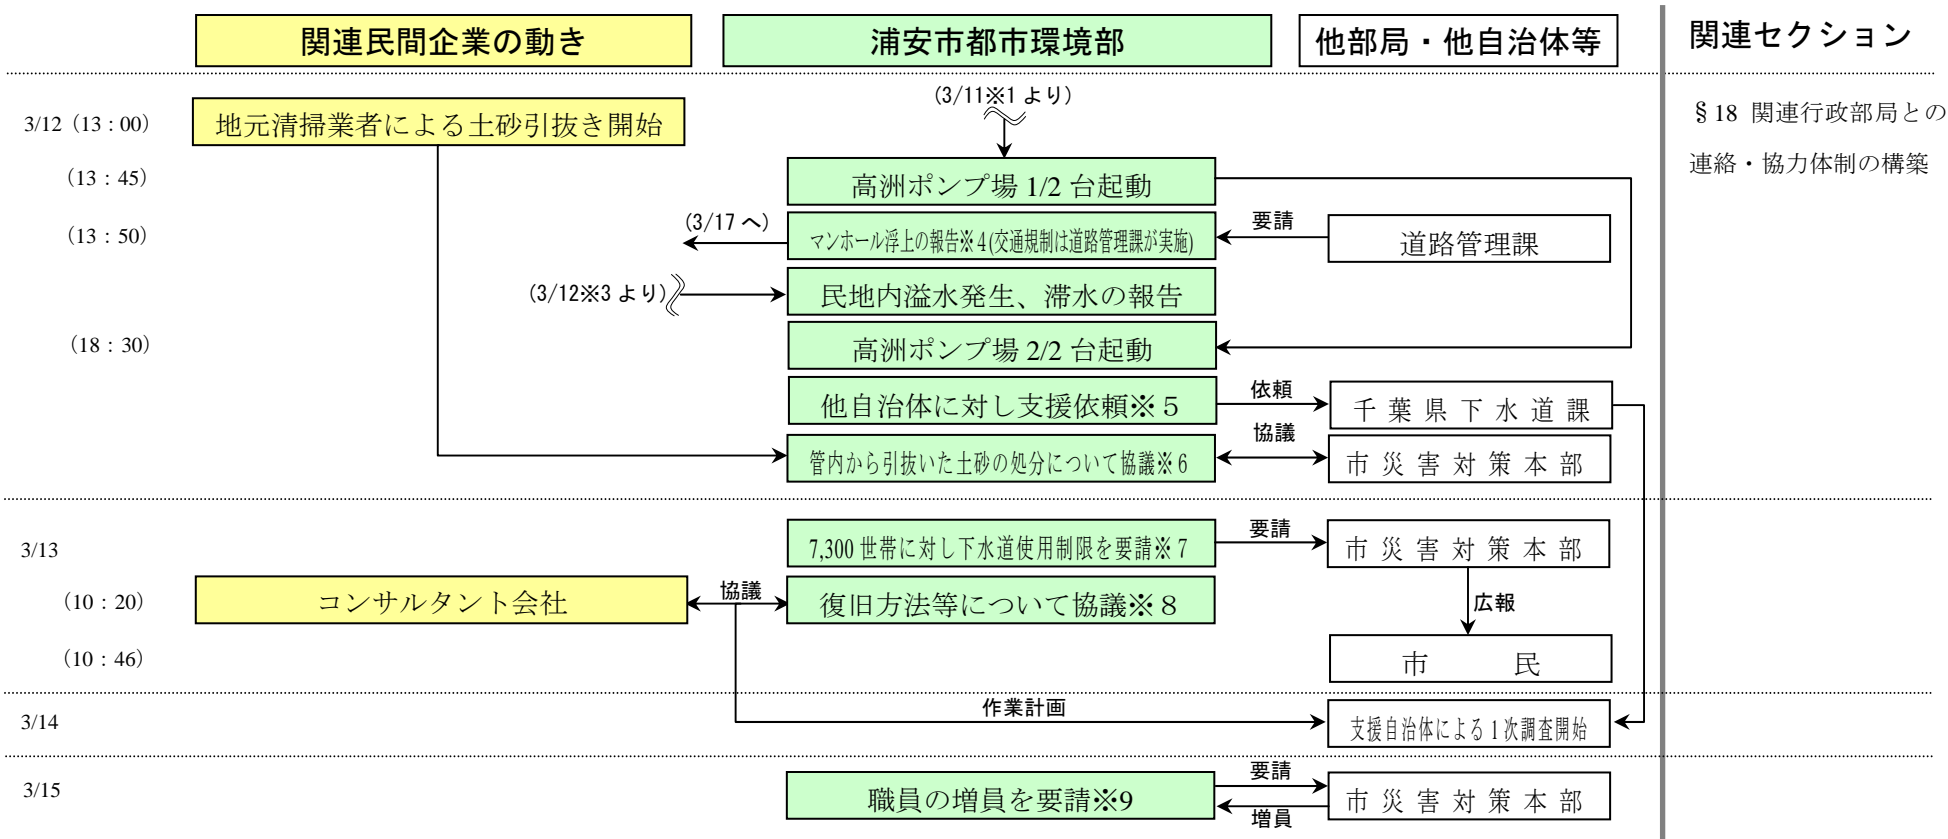 関連民間企業の動き
浦安市都市環境部
他部局・他自治体等
関連セクション
(3/11※1 より)
3/12（13：00）
地元清掃業者による土砂引抜き開始
§18 関連行政部局との
連絡・協力体制の構築
（13：45）
高洲ポンプ場 1/2 台起動
（13：50）
(3/17 へ)
マンホール浮上の報告※4(交通規制は道路管理課が実施)
要請
道路管理課
(3/12※3 より)
民地内溢水発生、滞水の報告
（18：30）
高洲ポンプ場 2/2 台起動
他自治体に対し支援依頼※５
依頼
千葉県下水道課
管内から引抜いた土砂の処分について協議※6
協議
市災害対策本部
3/13
7,300 世帯に対し下水道使用制限を要請※7
要請
市災害対策本部
（10：20）
コンサルタント会社
協議
復旧方法等について協議※８
広報
（10：46）
市　　民
3/14
作業計画
支援自治体による1次調査開始
3/15
職員の増員を要請※9
要請
増員
市災害対策本部